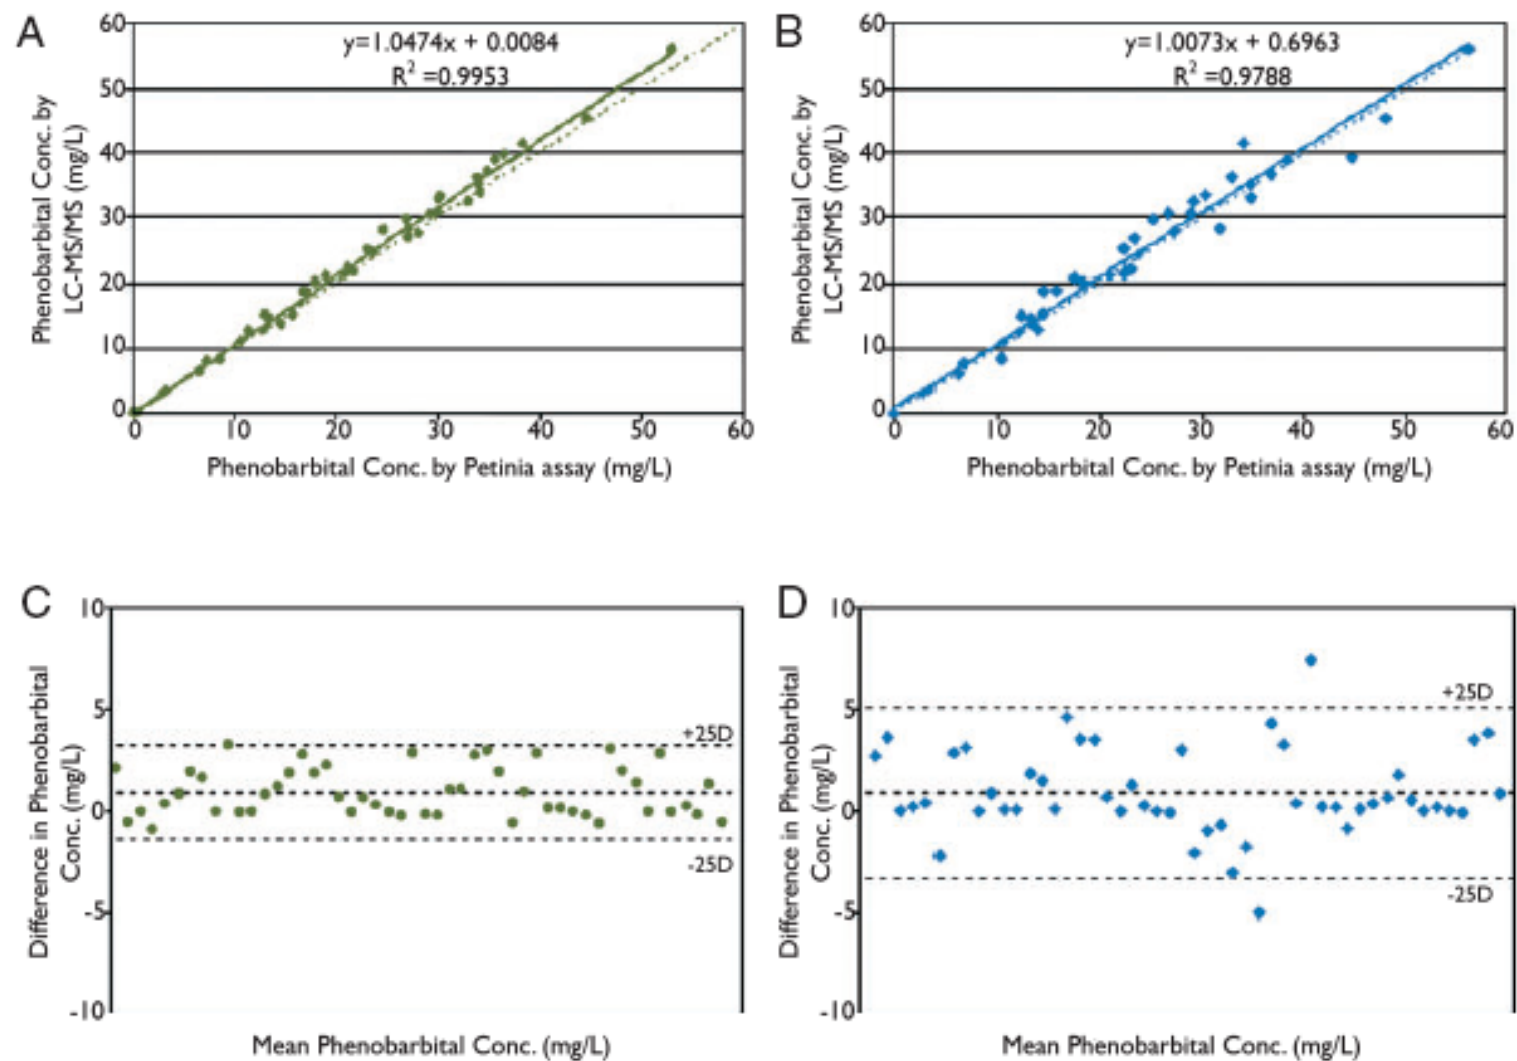 A
60
50
40
30
20
10
0
y=1.0474x + 0.0084
R² =0.9953
Phenobarbital Conc. by
LC-MS/MS (mg/L)
0 10 20 30 40 50 60
Phenobarbital Conc. by Petinia assay (mg/L)
B
60
50
40
30
20
10
0
y=1.0073x + 0.6963
R² =0.9788
Phenobarbital Conc. by
LC-MS/MS (mg/L)
0 10 20 30 40 50 60
Phenobarbital Conc. by Petinia assay (mg/L)
C
10
5
0
-5
-10
+25D
-25D
Difference in Phenobarbital
Conc. (mg/L)
Mean Phenobarbital Conc. (mg/L)
D
10
5
0
-5
-10
+25D
-25D
Difference in Phenobarbital
Conc. (mg/L)
Mean Phenobarbital Conc. (mg/L)